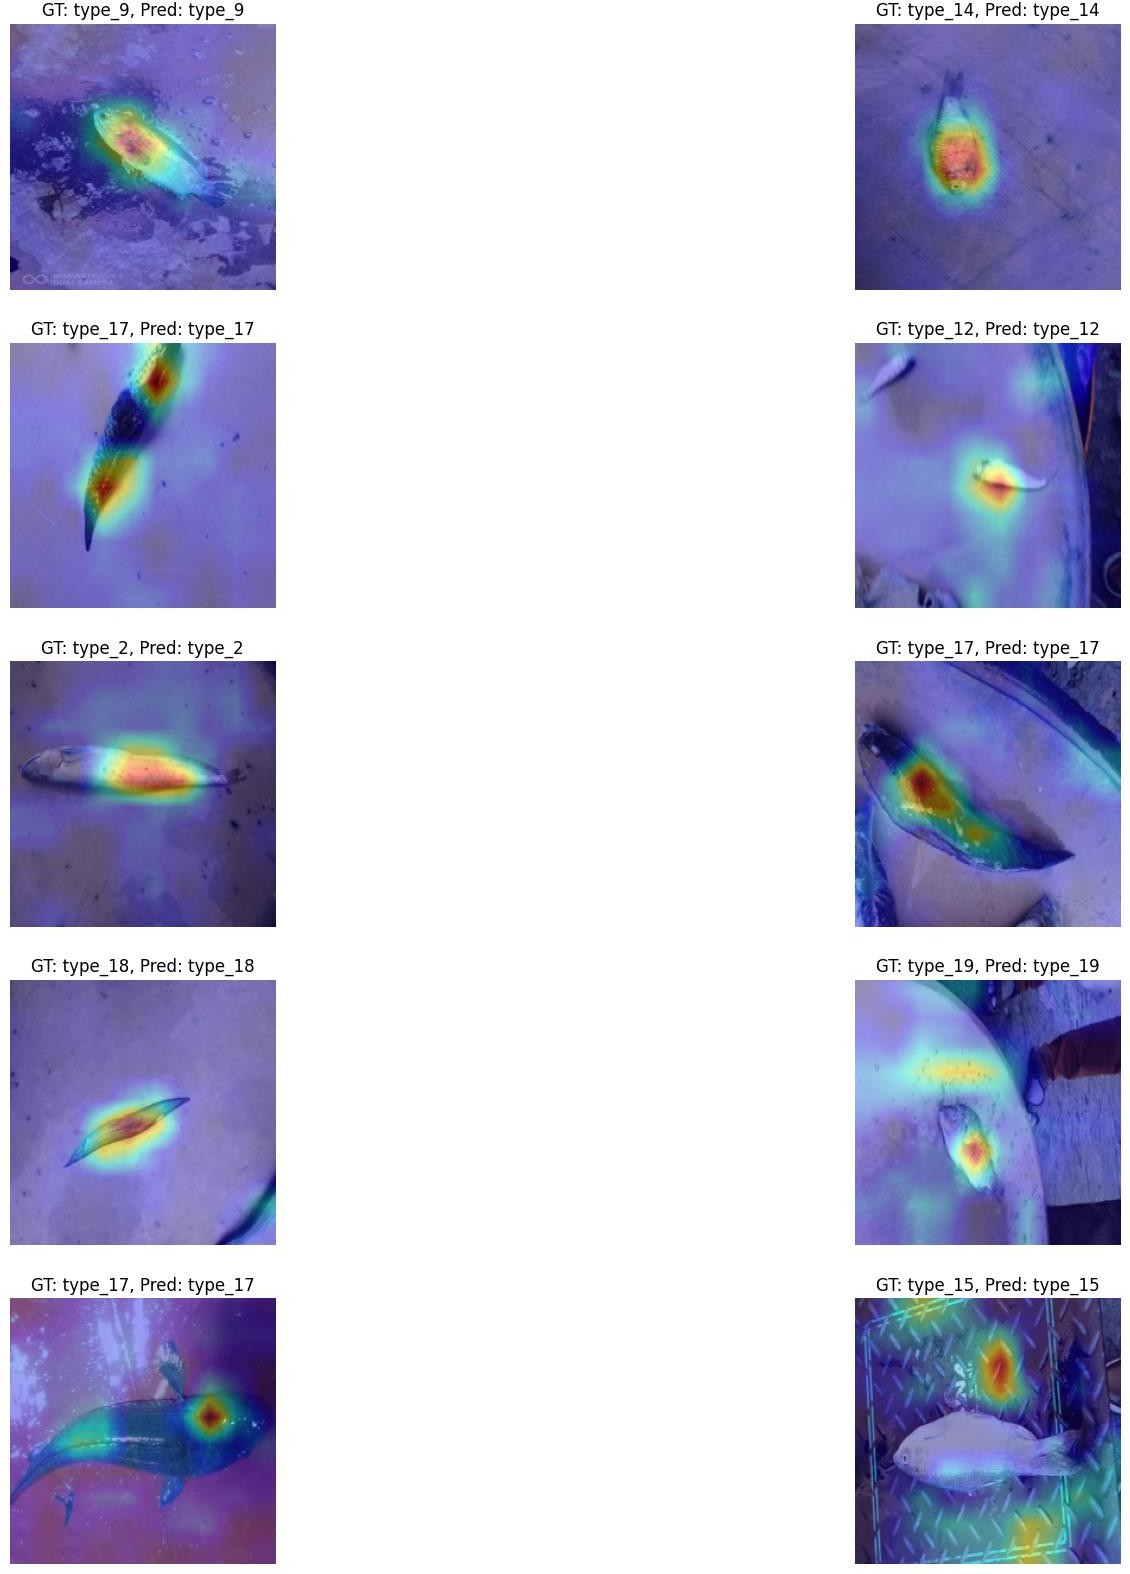 GT: type_9, Pred: type_9
GT: type_14, Pred: type_14
DUAL CAMERA
GT: type_17, Pred: type_17
GT: type_12, Pred: type_12
GT: type_2, Pred: type_2
GT: type_17, Pred: type_17
GT: type_18, Pred: type_18
GT: type_19, Pred: type_19
GT: type_17, Pred: type_17
GT: type_15, Pred: type_15